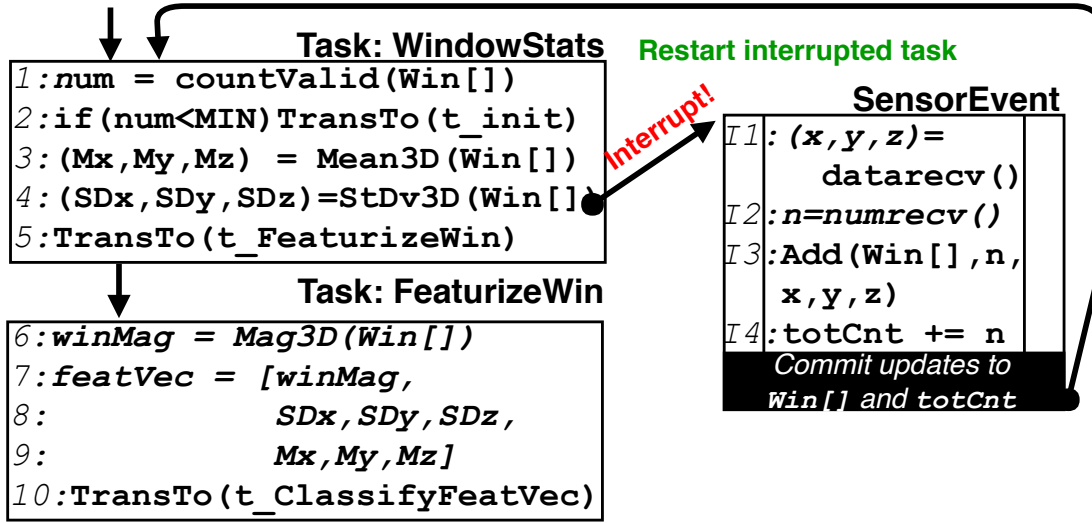 Task: WindowStats
1:num = countValid(Win[])
2:if(num<MIN)TransTo(t_init)
3:(Mx,My,Mz) = Mean3D(Win[])
4:(SDx,SDy,SDz)=StDv3D(Win[])
5:TransTo(t_FeaturizeWin)
Task: FeaturizeWin
6:winMag = Mag3D(Win[])
7:featVec = [winMag,
8: SDx,SDy,SDz,
9: Mx,My,Mz]
10:TransTo(t_ClassifyFeatVec)
Interrupt!
Restart interrupted task
SensorEvent
I1:(x,y,z)=
datarecv()
I2:n=numrecv()
I3:Add(Win[],n,
x,y,z)
I4:totCnt += n
Commit updates to
Win[] and totCnt